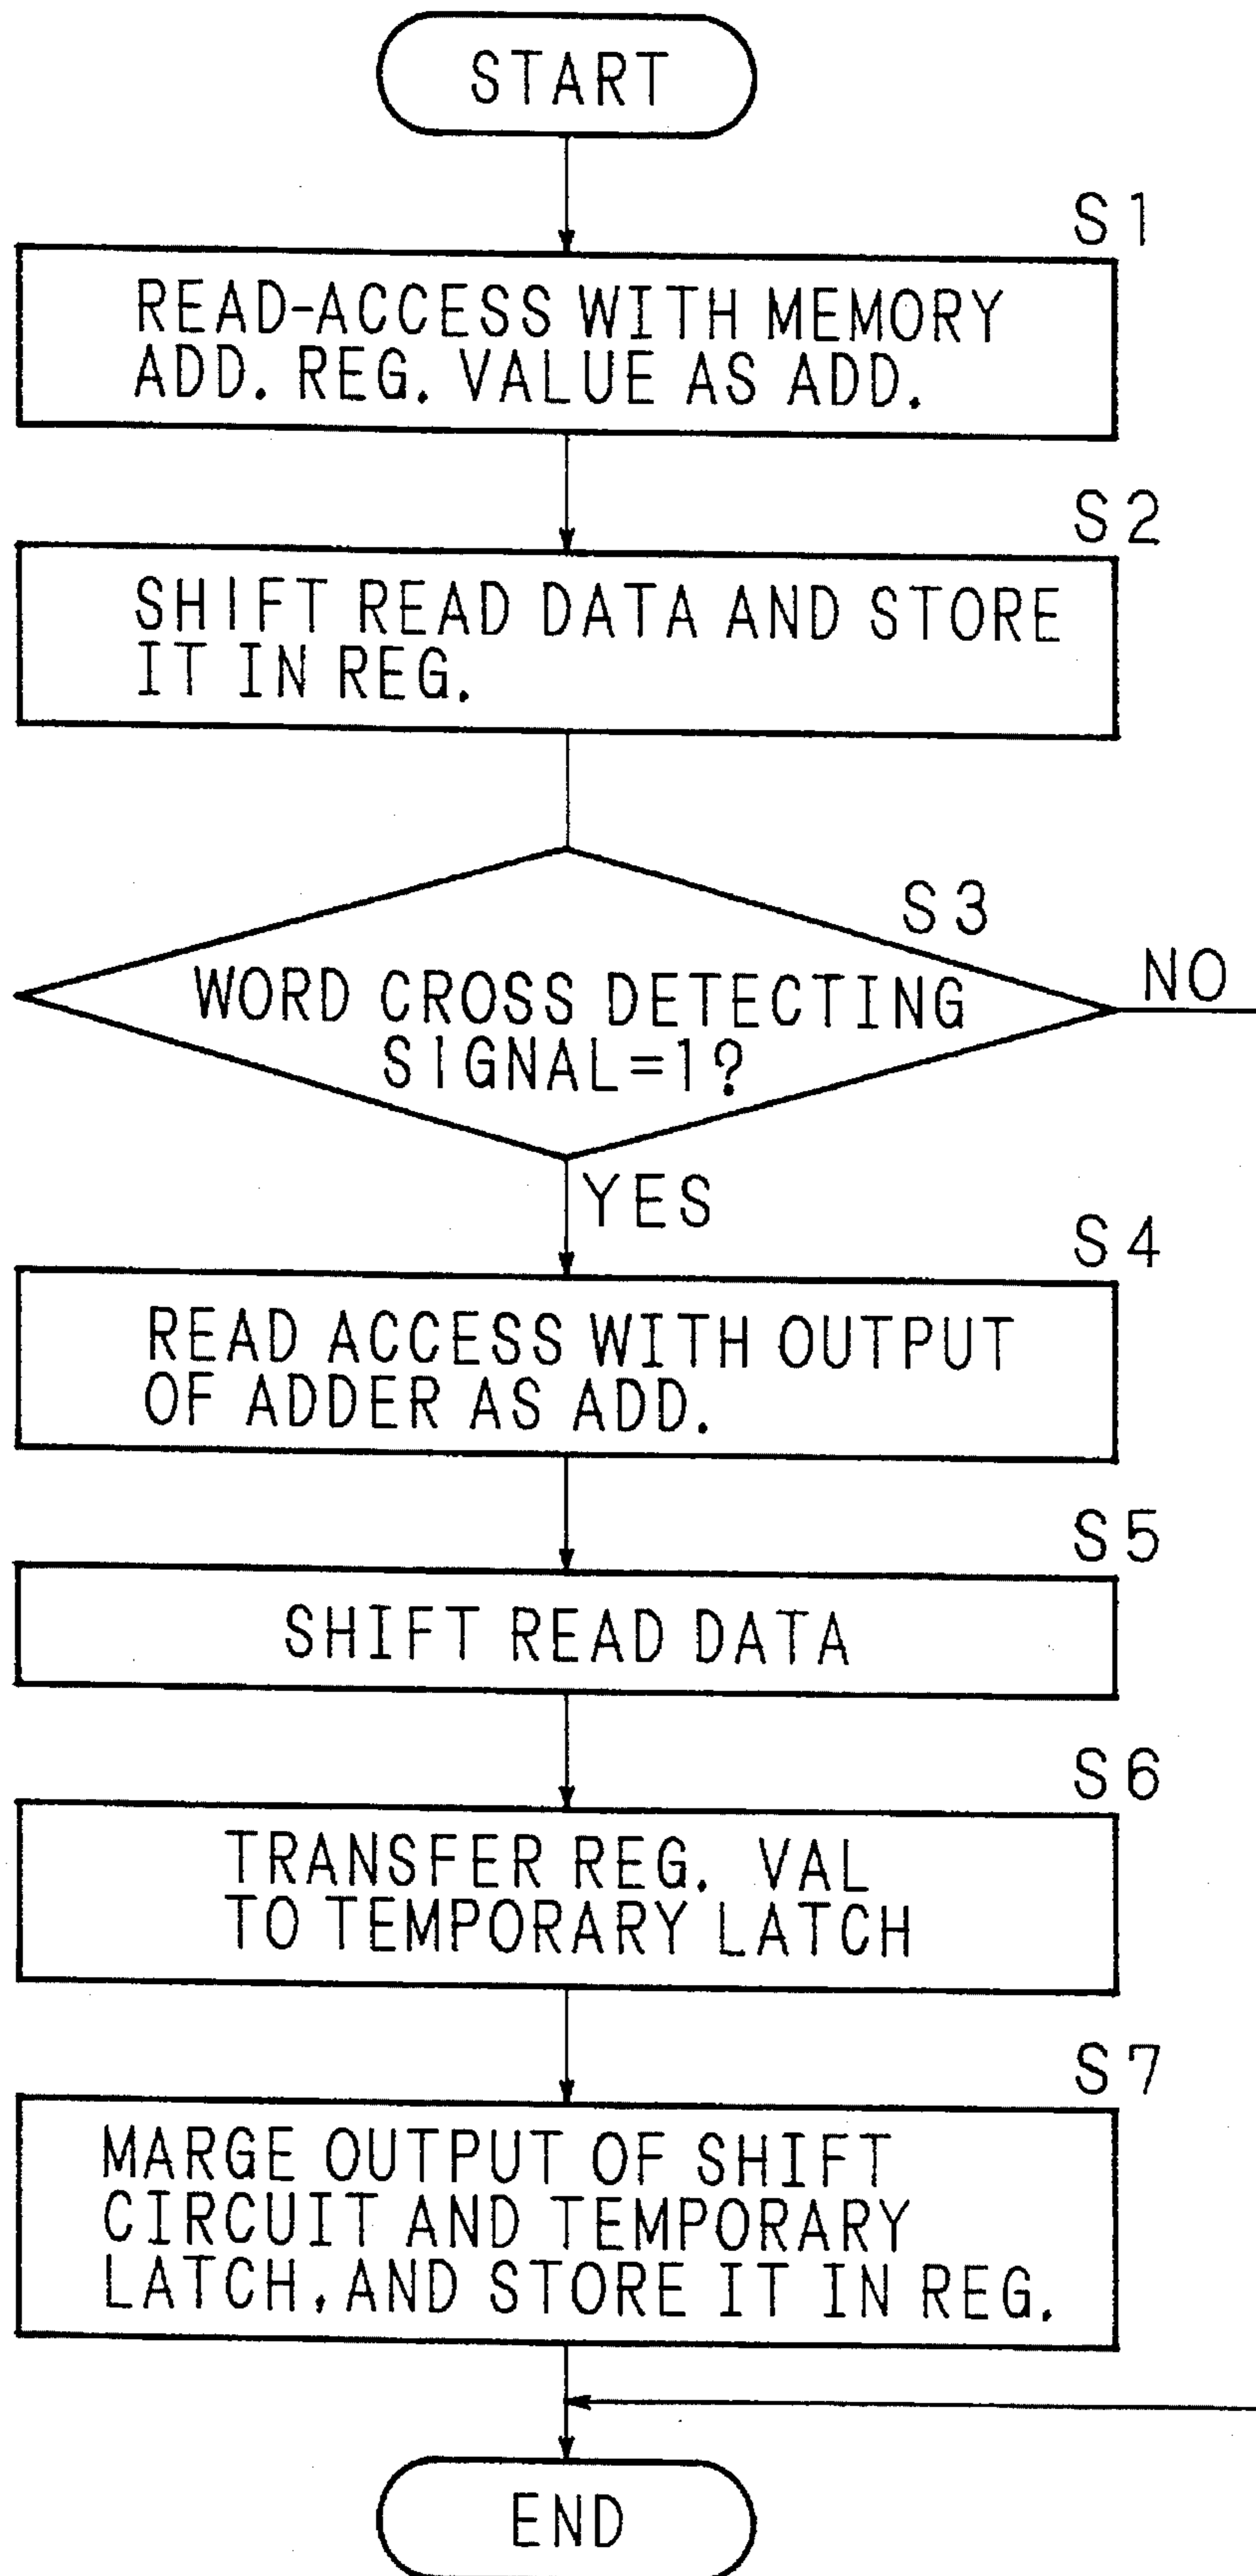 START
S1
READ-ACCESS WITH MEMORY
ADD. REG. VALUE AS ADD.
S2
SHIFT READ DATA AND STORE
IT IN REG.
S3
WORD CROSS DETECTING
SIGNAL=1?
NO
YES
S4
READ ACCESS WITH OUTPUT
OF ADDER AS ADD.
S5
SHIFT READ DATA
S6
TRANSFER REG. VAL
TO TEMPORARY LATCH
S7
MARGE OUTPUT OF SHIFT
CIRCUIT AND TEMPORARY
LATCH, AND STORE IT IN REG.
END